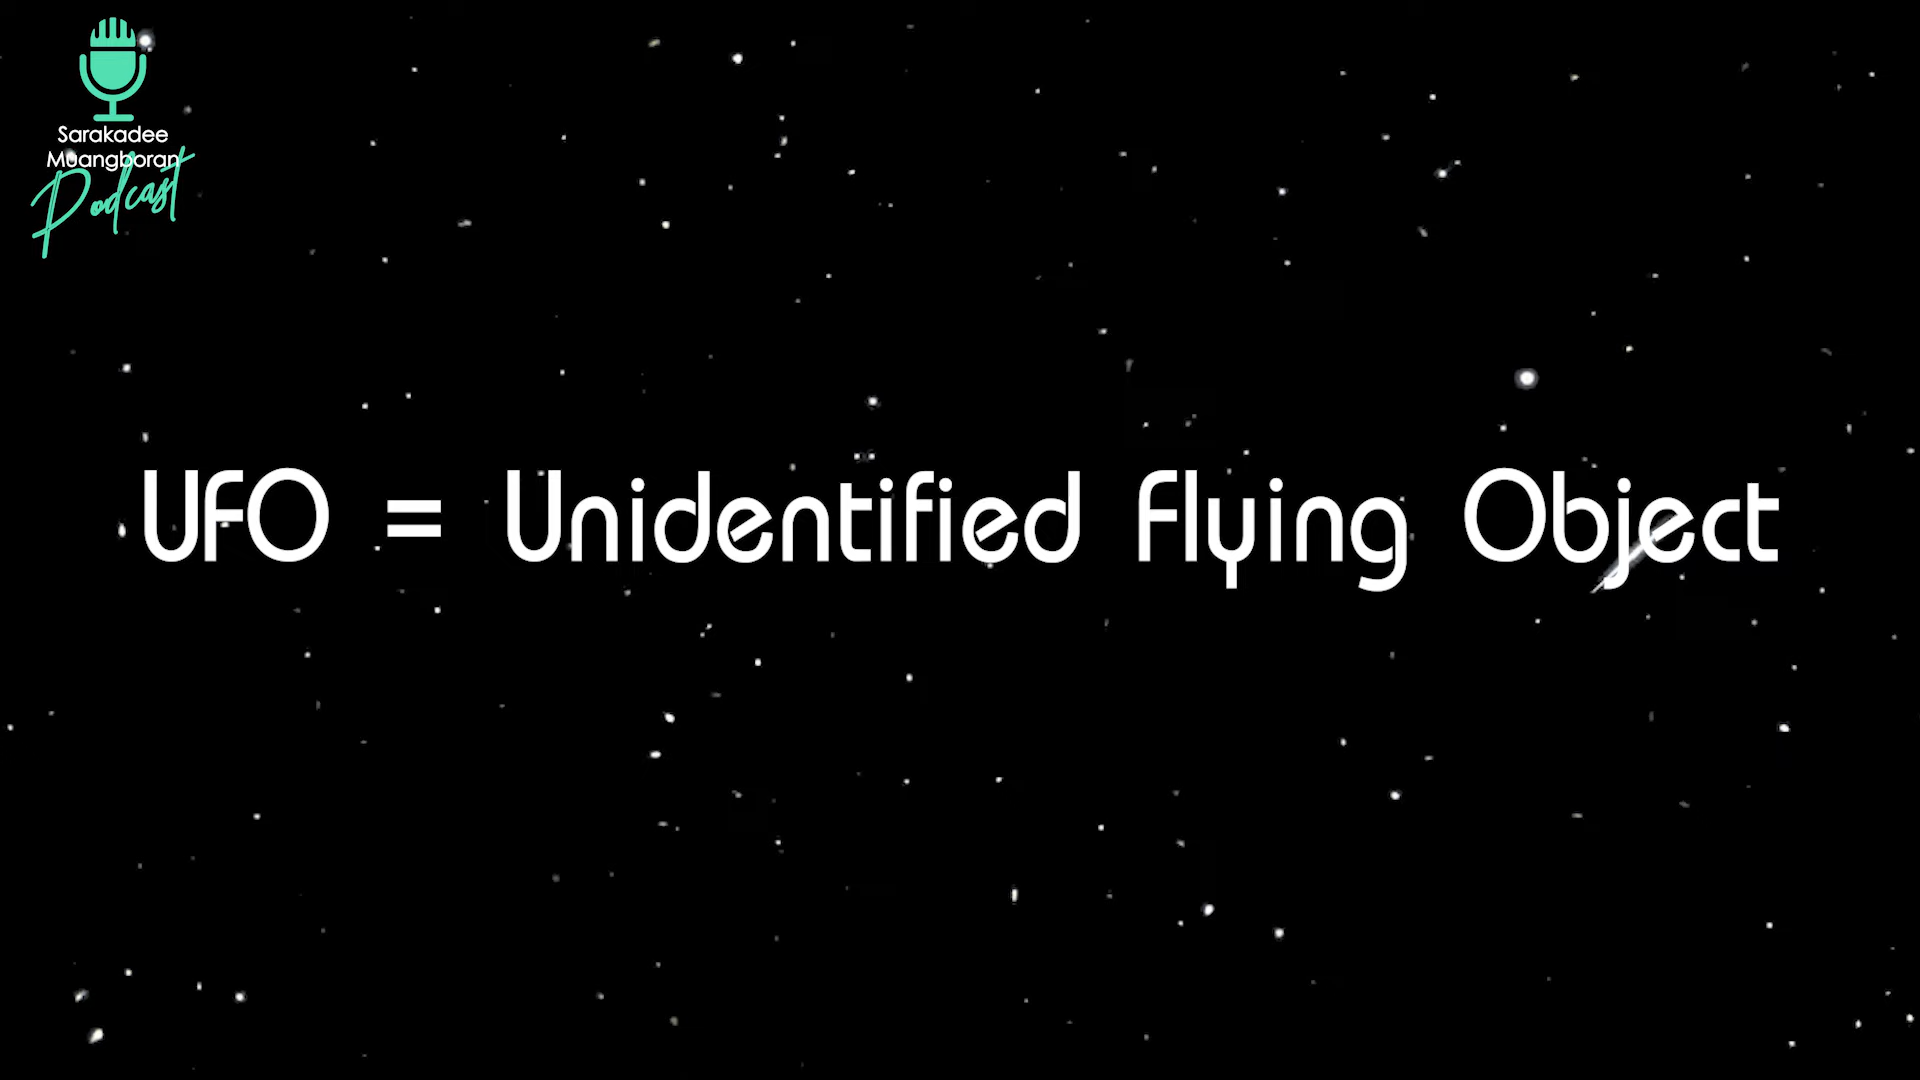 Sarakadee
Muangboran
Podcast
UFO = Unidentified Flying Object